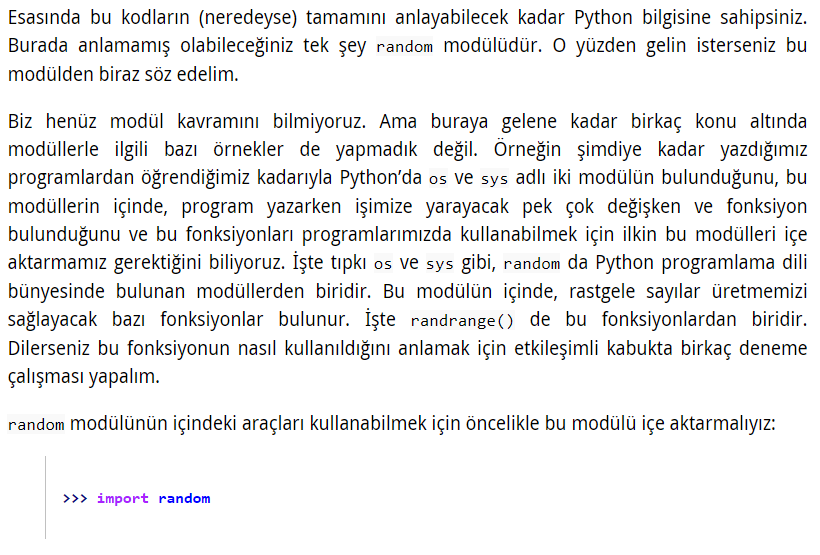 Esasında bu kodların (neredeyse) tamamını anlayabilecek kadar Python bilgisine sahipsiniz.
Burada anlamamış olabileceğiniz tek şey random modülüdür. O yüzden gelin isterseniz bu
modülden biraz söz edelim.
Biz henüz modül kavramını bilmiyoruz. Ama buraya gelene kadar birkaç konu altında
modüllerle ilgili bazı örnekler de yapmadık değil. Örneğin şimdiye kadar yazdığımız
programlardan öğrendiğimiz kadarıyla Python’da os ve sys adlı iki modülün bulunduğunu, bu
modüllerin içinde, program yazarken işimize yarayacak pek çok değişken ve fonksiyon
bulunduğunu ve bu fonksiyonları programlarımızda kullanabilmek için ilkin bu modülleri içe
aktarmamız gerektiğini biliyoruz. İşte tıpkı os ve sys gibi, random da Python programlama dili
bünyesinde bulunan modüllerden biridir. Bu modülün içinde, rastgele sayılar üretmemizi
sağlayacak bazı fonksiyonlar bulunur. İşte randrange() de bu fonksiyonlardan biridir.
Dilerseniz bu fonksiyonun nasıl kullanıldığını anlamak için etkileşimli kabukta birkaç deneme
çalışması yapalım.
random modülünün içindeki araçları kullanabilmek için öncelikle bu modülü içe aktarmalıyız:
>>> import random